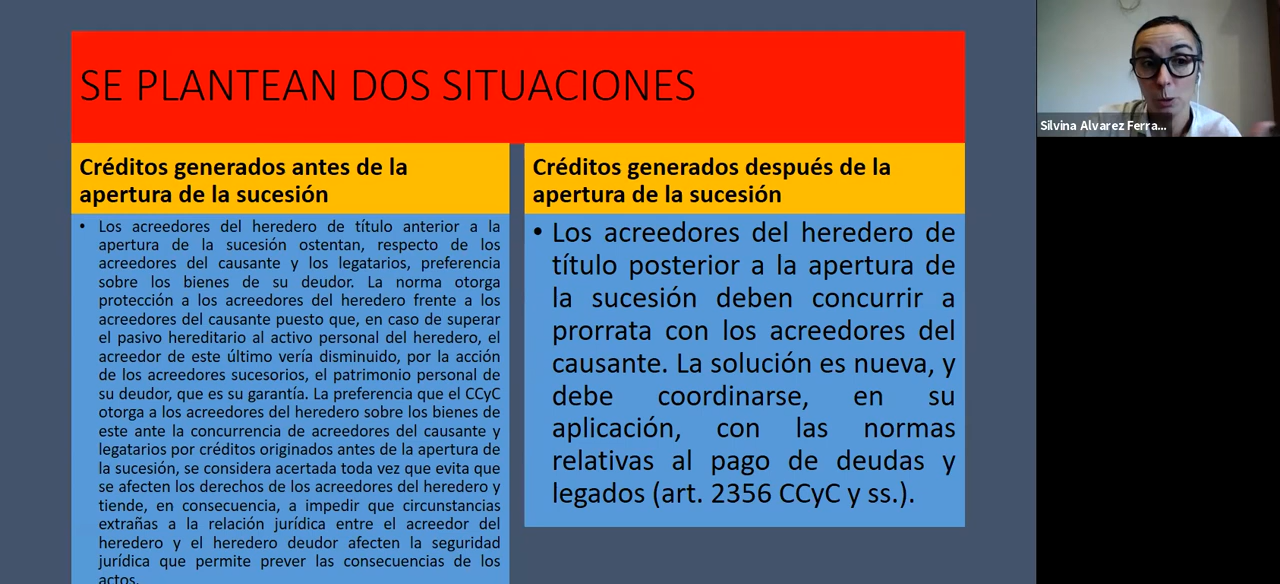 SE PLANTEAN DOS SITUACIONES
Créditos generados antes de la
apertura de la sucesión
• Los acreedores del heredero de título anterior a la
apertura de la sucesión ostentan, respecto de los
acreedores del causante y los legatarios, preferencia
sobre los bienes de su deudor. La norma otorga
protección a los acreedores del heredero frente a los
acreedores del causante puesto que, en caso de superar
el pasivo hereditario al activo personal del heredero, el
acreedor de este último vería disminuido, por la acción
de los acreedores sucesorios, el patrimonio personal de
su deudor, que es su garantía. La preferencia que el CCyC
otorga a los acreedores del heredero sobre los bienes de
este ante la concurrencia de acreedores del causante y
legatarios por créditos originados antes de la apertura de
la sucesión, se considera acertada toda vez que evita que
se afecten los derechos de los acreedores del heredero y
tiende, en consecuencia, a impedir que circunstancias
extrañas a la relación jurídica entre el acreedor del
heredero y el heredero deudor afecten la seguridad
jurídica que permite prever las consecuencias de los
actos.
Créditos generados después de la
apertura de la sucesión
• Los acreedores del heredero de
título posterior a la apertura de
la sucesión deben concurrir a
prorrata con los acreedores del
causante. La solución es nueva, y
debe coordinarse, en su
aplicación, con las normas
relativas al pago de deudas y
legados (art. 2356 CCyC y ss.).
Silvina Alvarez Ferra...